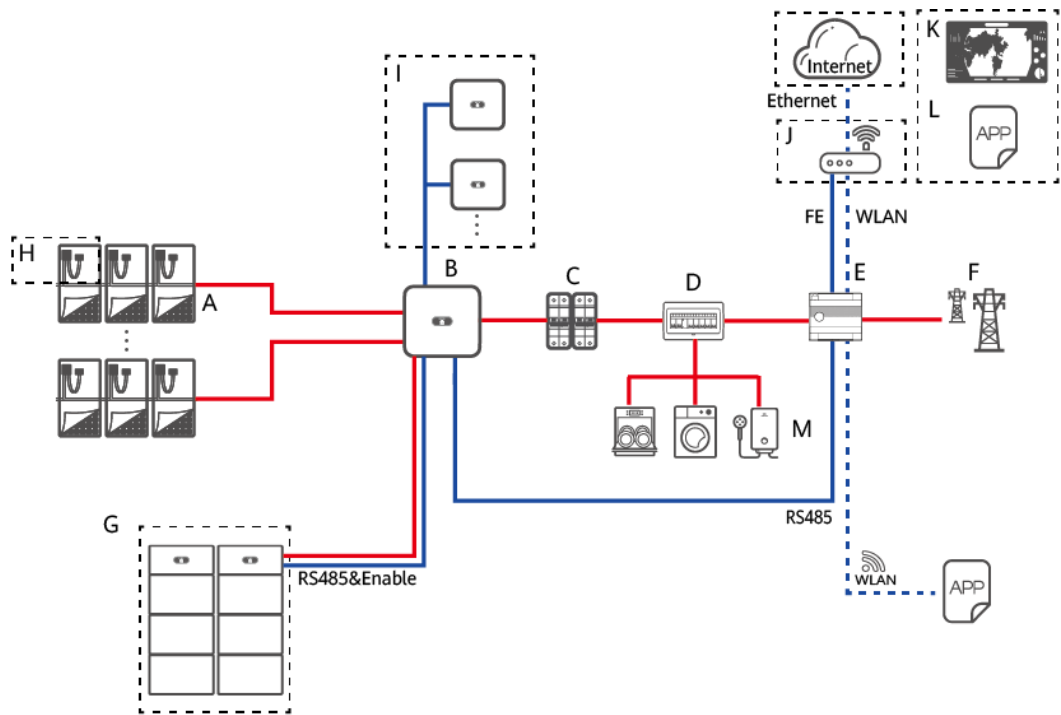 K
I
Internet
Ethernet
L
J
APP
FE
WLAN
H
B
C
D
E
F
A
M
G
RS485
RS485&Enable
WLAN
APP